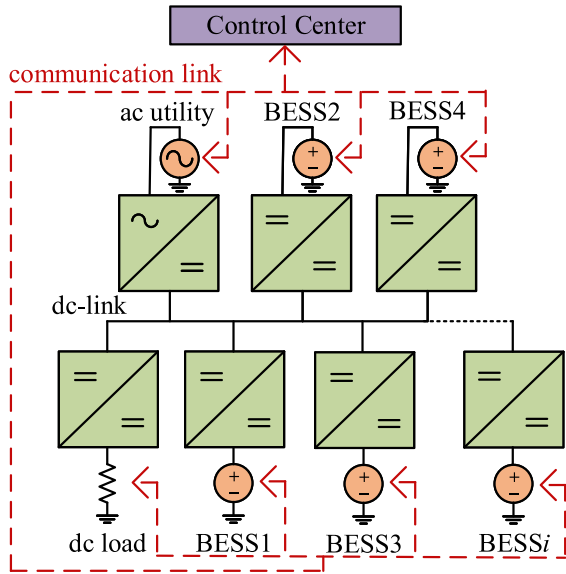 Control Center
communication link
ac utility
BESS2
BESS4
dc-link
dc load
BESS1
BESS3
BESSi